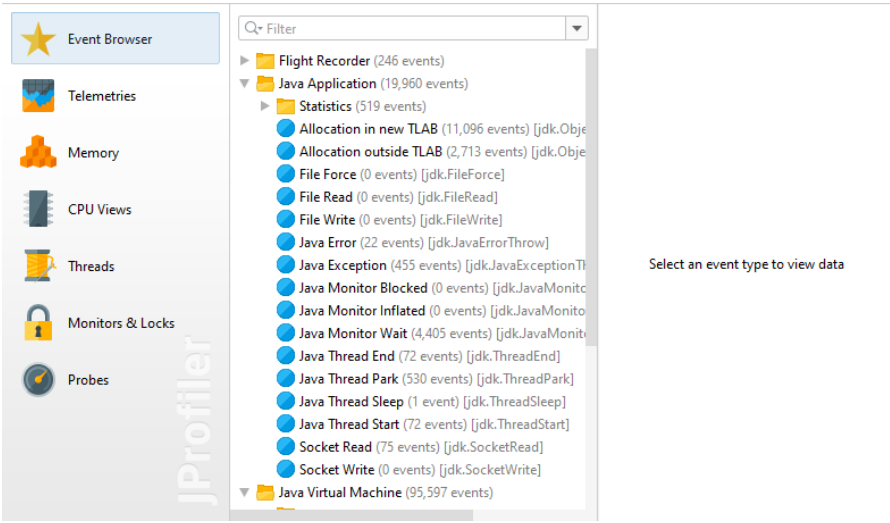 Event Browser
Telemetries
Memory
CPU Views
Threads
Monitors & Locks
Probes
JProfiler
Filter
Flight Recorder (246 events)
Java Application (19,960 events)
Statistics (519 events)
Allocation in new TLAB (11,096 events) [jdk.Obje
Allocation outside TLAB (2,713 events) [jdk.Obje
File Force (0 events) [jdk.FileForce]
File Read (0 events) [jdk.FileRead]
File Write (0 events) [jdk.FileWrite]
Java Error (22 events) [jdk.JavaErrorThrow]
Java Exception (455 events) [jdk.JavaExceptionTh
Java Monitor Blocked (0 events) [jdk.JavaMonito
Java Monitor Inflated (0 events) [jdk.JavaMonito
Java Monitor Wait (4,405 events) [jdk.JavaMonito
Java Thread End (72 events) [jdk.ThreadEnd]
Java Thread Park (530 events) [jdk.ThreadPark]
Java Thread Sleep (1 event) [jdk.ThreadSleep]
Java Thread Start (72 events) [jdk.ThreadStart]
Socket Read (75 events) [jdk.SocketRead]
Socket Write (0 events) [jdk.SocketWrite]
Java Virtual Machine (95,597 events)
Select an event type to view data